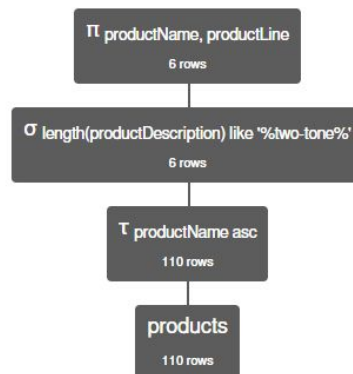 π productName, productLine
6 rows
σ length(productDescription) like '%two-tone%'
6 rows
τ productName asc
110 rows
products
110 rows